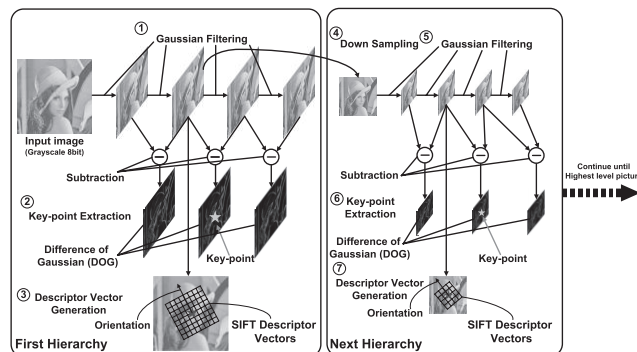 ①
Gaussian Filtering
Input image
(Grayscale 8bit)
Subtraction
②
Key-point Extraction
Difference of
Gaussian (DOG)
Key-point
③
Descriptor Vector
Generation
Orientation
SIFT Descriptor
Vectors
First Hierarchy
④
Down Sampling
⑤
Gaussian Filtering
Subtraction
⑥
Key-point
Extraction
Difference of
Gaussian (DOG)
Key-point
⑦
Descriptor Vector
Generation
Orientation
SIFT Descriptor
Vectors
Next Hierarchy
Continue until
Highest level picture